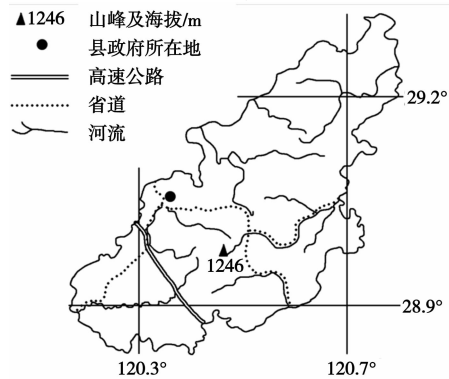 ▲1246 山峰及海拔/m
● 县政府所在地
高速公路
省道
河流
29.2°
1246
28.9°
120.3°
120.7°